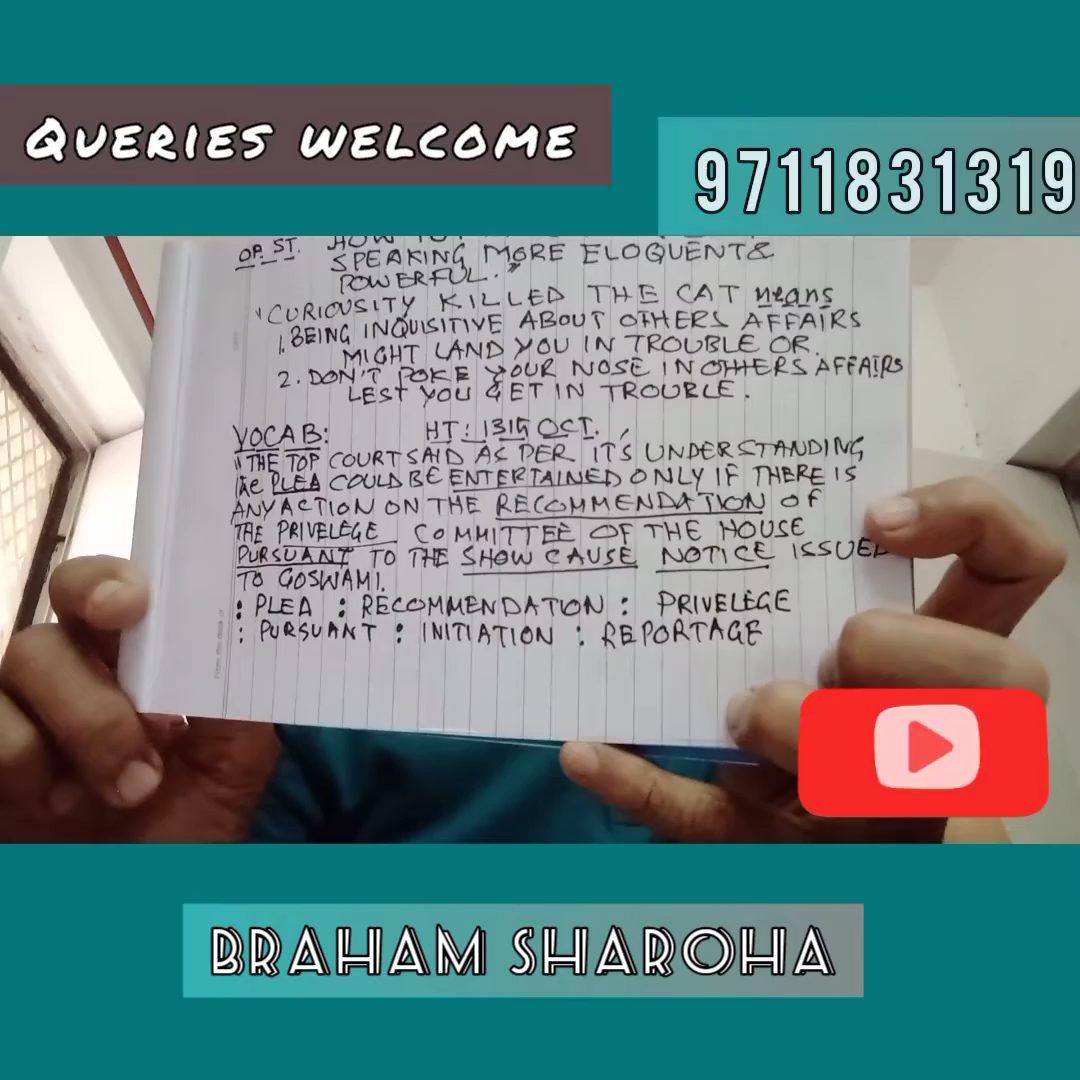 QUERIES WELCOME
9711831319
OP. ST.
SPEAKING MORE ELOQUENT &
POWERFUL."
"CURIOUSITY KILLED THE CAT means
1. BEING INQUISITIVE ABOUT OTHERS AFFAIRS
MIGHT LAND YOU IN TROUBLE OR.
2. DON'T POKE YOUR NOSE IN OTHERS AFFAIRS
LEST YOU GET IN TROUBLE.
VOCAB: HT: 13TH OCT.,
"THE TOP COURT SAID AS PER IT'S UNDERSTANDING
The PLEA COULD BE ENTERTAINED ONLY IF THERE IS
ANY ACTION ON THE RECOMMENDATION OF
THE PRIVELEGE COMMITTEE OF THE HOUSE
PURSUANT TO THE SHOW CAUSE NOTICE ISSUED
TO GOSWAMI.
: PLEA : RECOMMENDATION : PRIVELEGE
: PURSUANT : INITIATION : REPORTAGE
BRAHAM SHAROHA